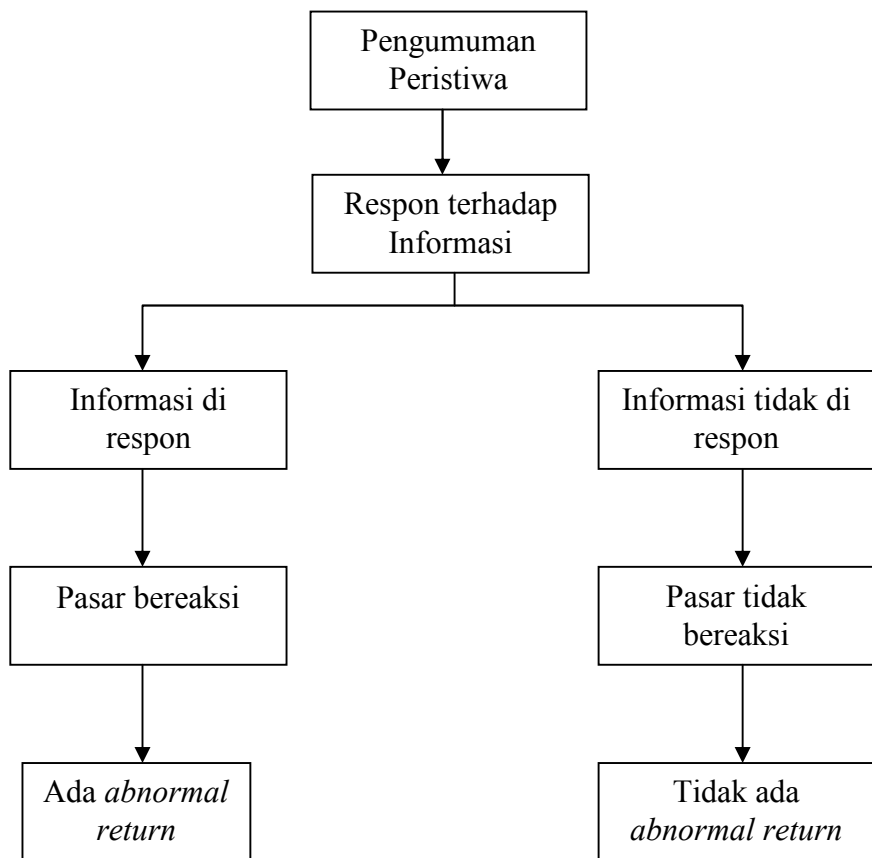 Pengumuman
Peristiwa
Respon terhadap
Informasi
Informasi di
respon
Informasi tidak di
respon
Pasar bereaksi
Pasar tidak
bereaksi
Ada abnormal
return
Tidak ada
abnormal return